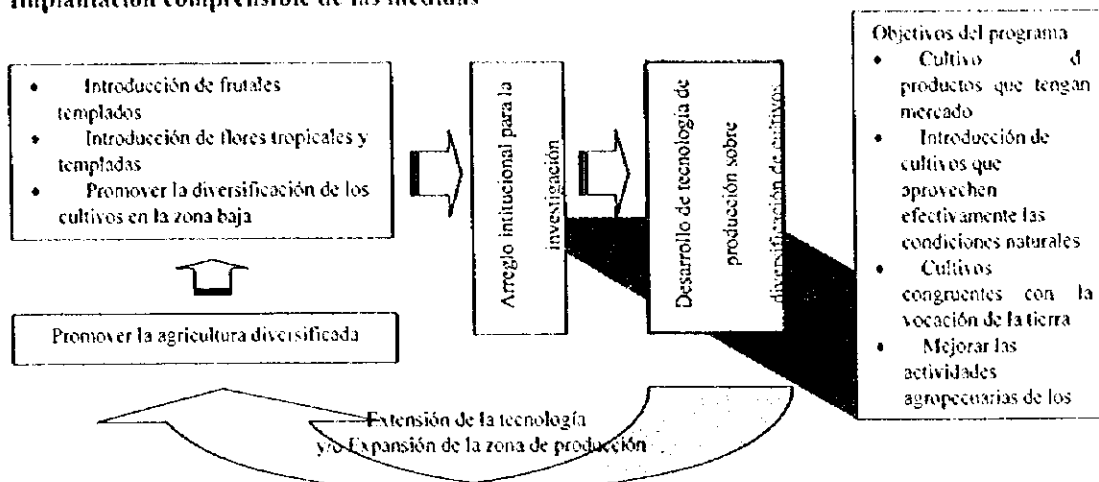 Implantación comprensible de las medidas
• Introducción de frutales
templados
• Introducción de flores tropicales y
templadas
• Promover la diversificación de los
cultivos en la zona baja
Promover la agricultura diversificada
Arreglo intitucional para la
investigación
Desarrollo de tecnología de
producción sobre
diversificación de cultivos
Objetivos del programa
• Cultivo d
productos que tengan
mercado
• Introducción de
cultivos que
aprovechen
efectivamente las
condiciones naturales
• Cultivos
congruentes con la
vocación de la tierra
• Mejorar las
actividades
agropecuarias de los
Extensión de la tecnología
y/o Expansión de la zona de producción